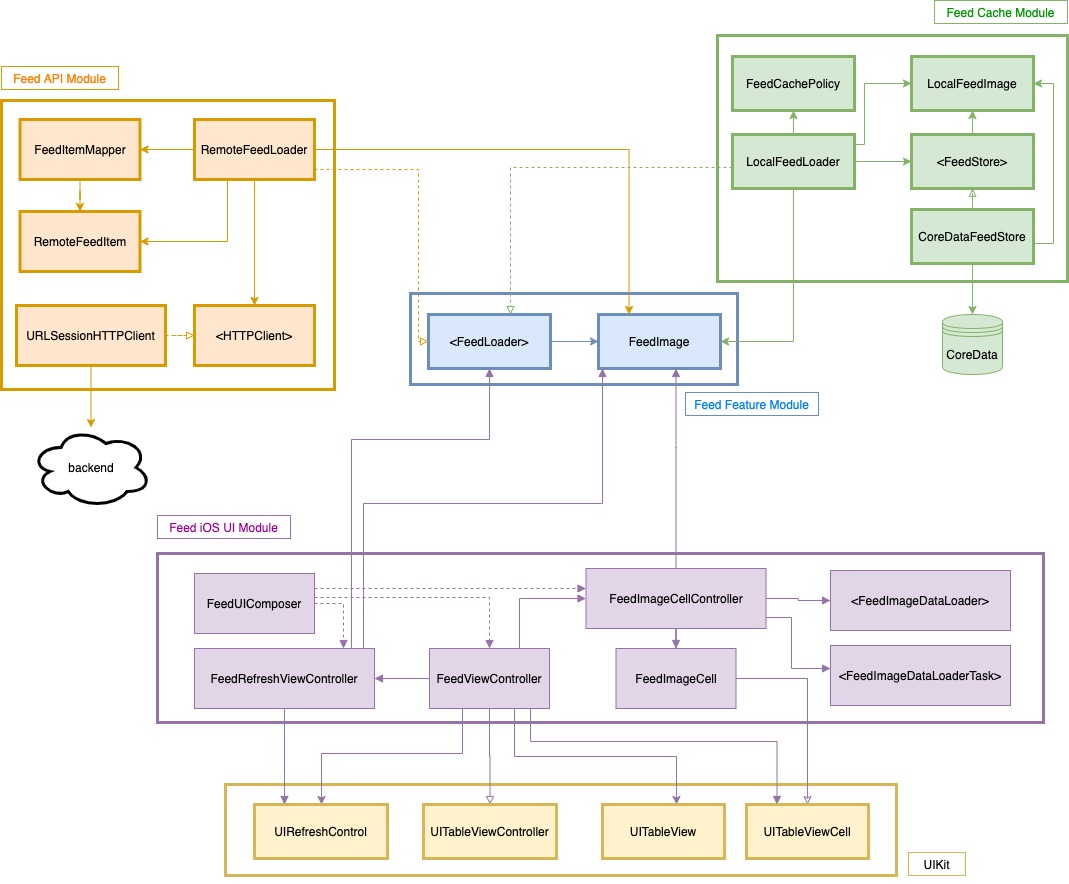 Feed Cache Module
Feed API Module
FeedCachePolicy
LocalFeedImage
FeedItemMapper
RemoteFeedLoader
LocalFeedLoader
<FeedStore>
RemoteFeedItem
CoreDataFeedStore
URLSessionHTTPClient
<HTTPClient>
<FeedLoader>
FeedImage
CoreData
Feed Feature Module
backend
Feed iOS UI Module
FeedUIComposer
FeedImageCellController
<FeedImageDataLoader>
FeedRefreshViewController
FeedViewController
FeedImageCell
<FeedImageDataLoaderTask>
UIRefreshControl
UITableViewController
UITableView
UITableViewCell
UIKit